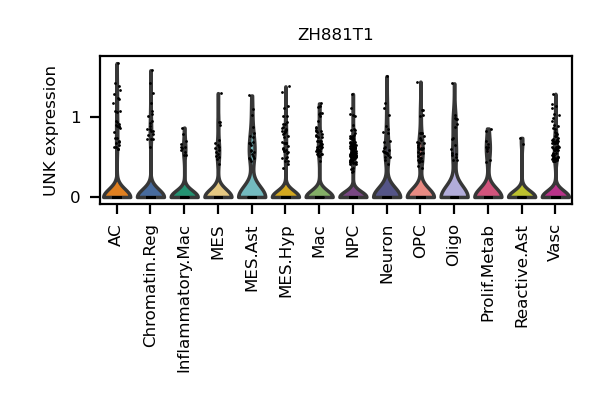 ZH881T1
UNK expression
1
0
AC
Chromatin.Reg
Inflammatory.Mac
MES
MES.Ast
MES.Hyp
Mac
NPC
Neuron
OPC
Oligo
Prolif.Metab
Reactive.Ast
Vasc